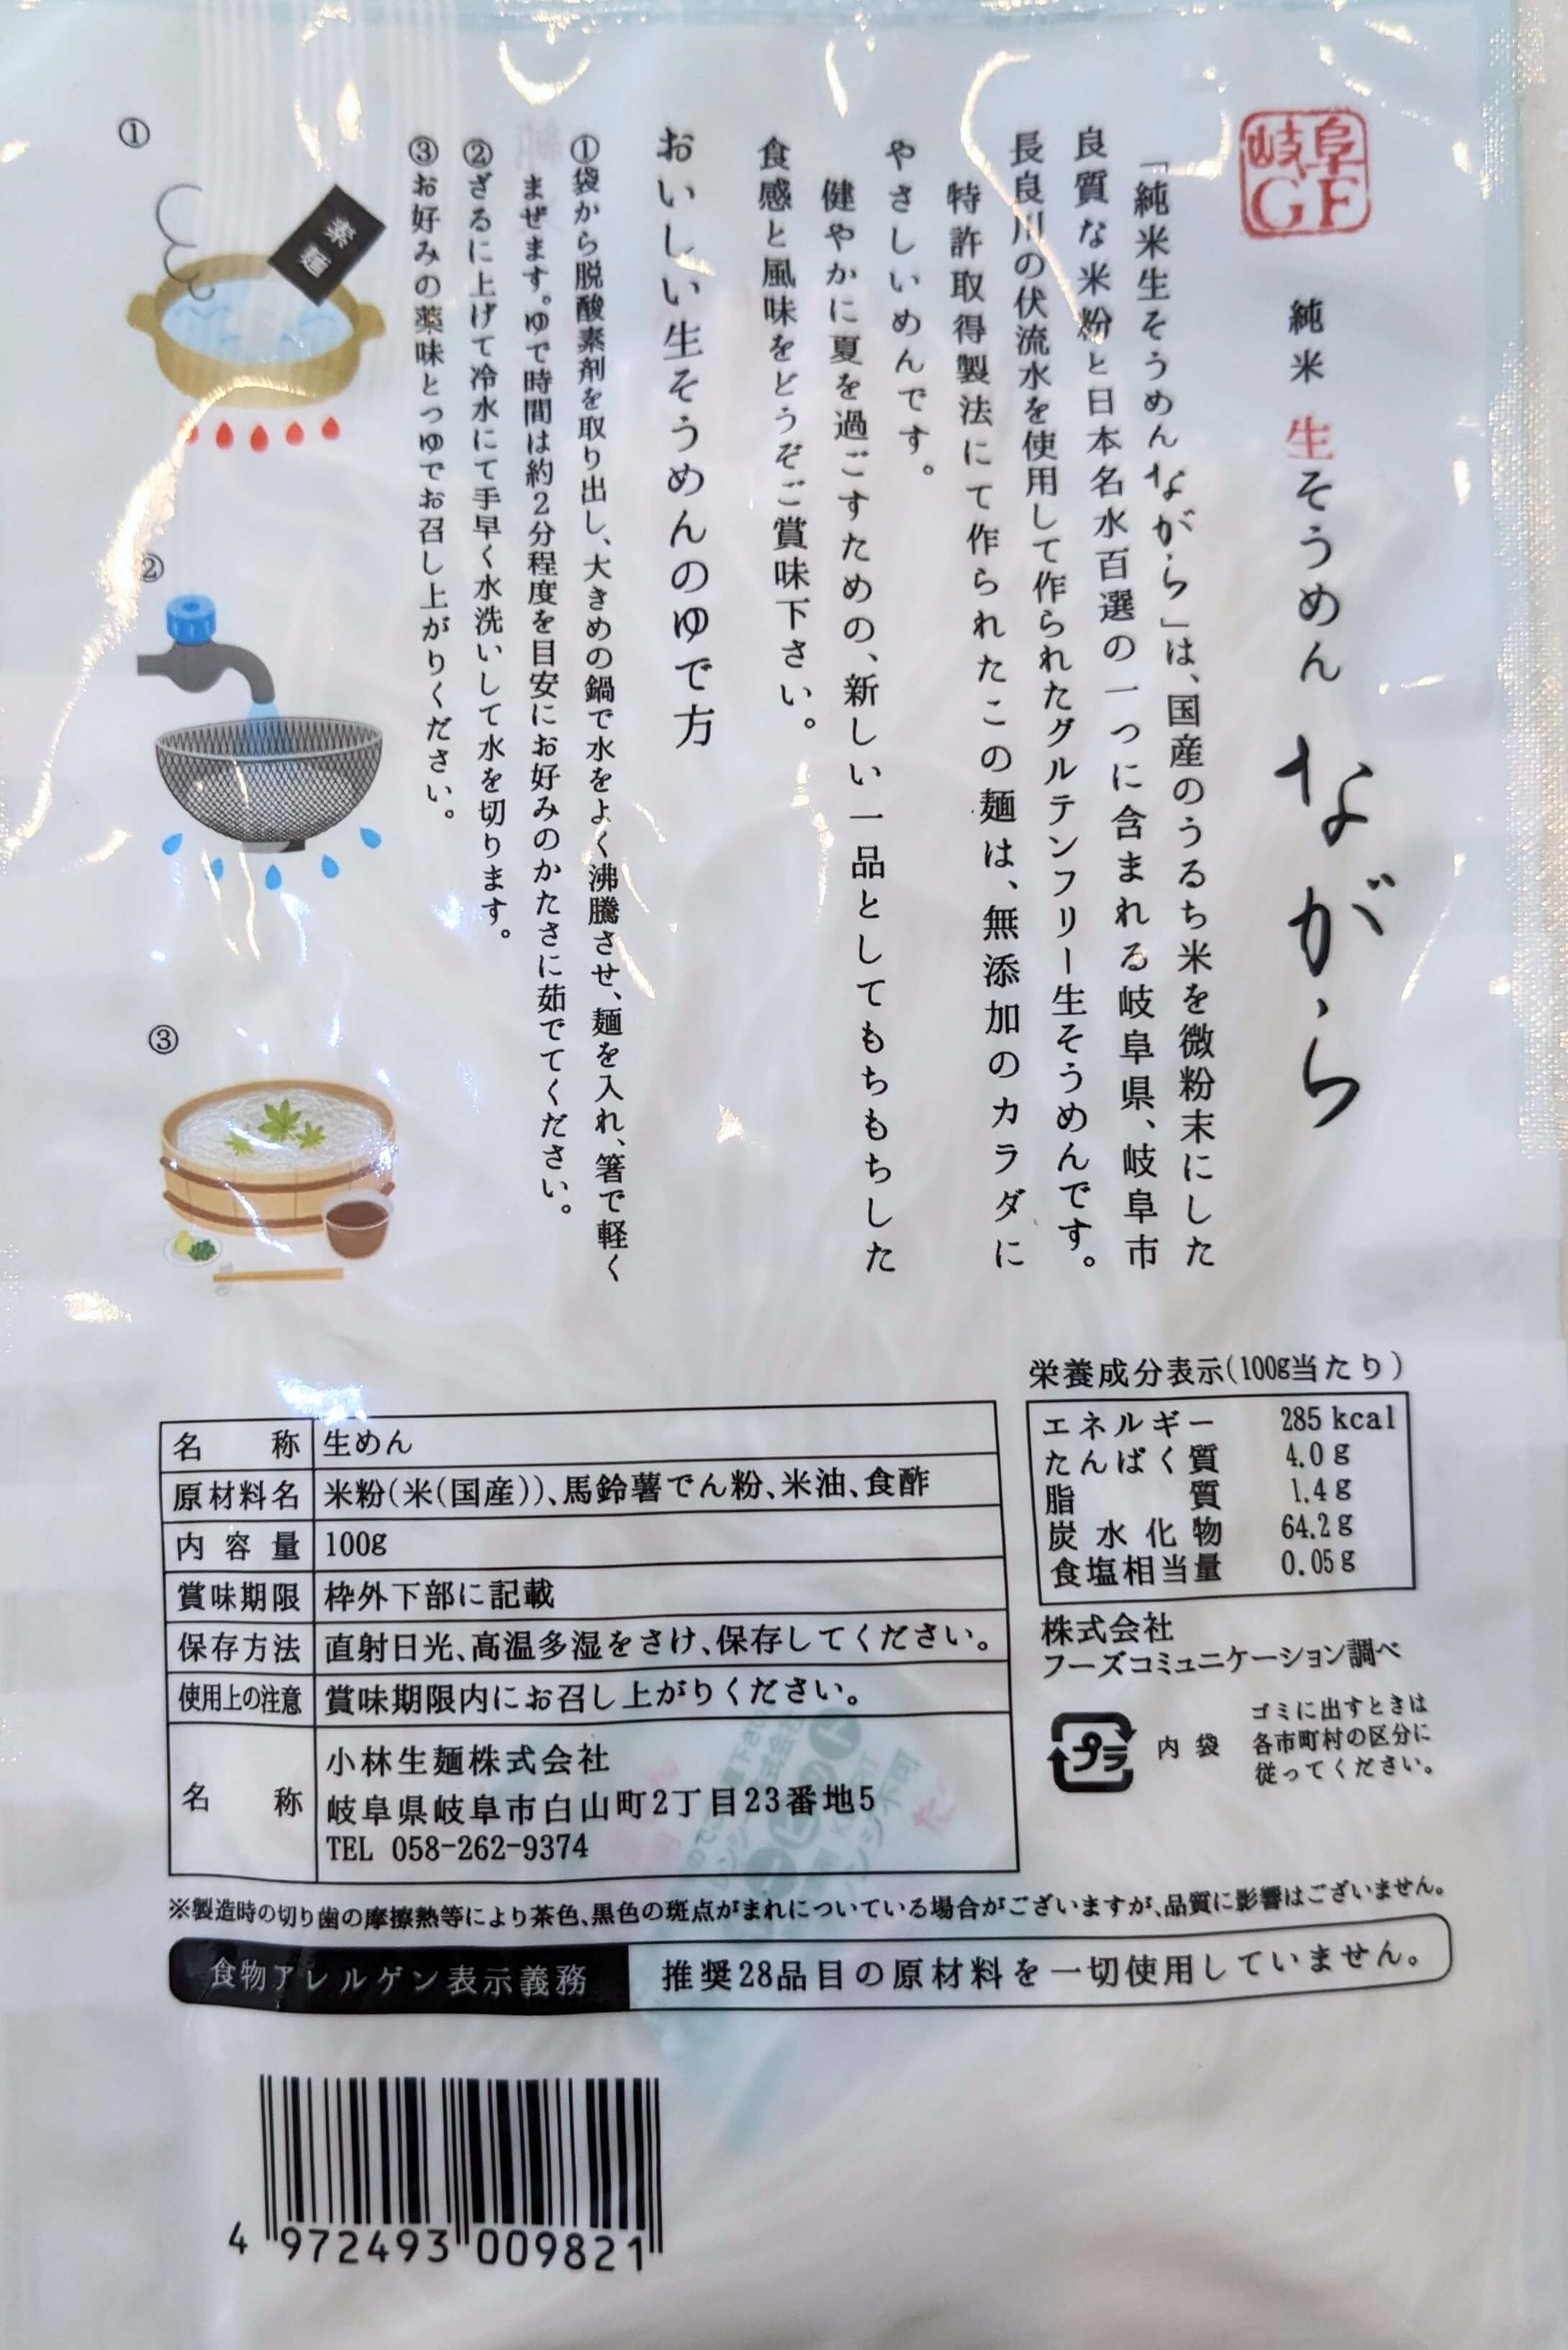 岐阜
GF
純米 生そうめん ながら
「純米生そうめん ながら」は、国産のうるち米を微粉末にした
良質な米粉と日本名水百選の一つに含まれる岐阜県、岐阜市
長良川の伏流水を使用して作られたグルテンフリー生そうめんです。
特許取得製法にて作られたこの麺は、無添加のカラダに
やさしいめんです。
健やかに夏を過ごすための、新しい一品としてもちもちした
食感と風味をどうぞご賞味下さい。
おいしい生そうめんのゆで方
①袋から脱酸素剤を取り出し、大きめの鍋で水をよく沸騰させ、麺を入れ、箸で軽く
まぜます。ゆで時間は約2分程度を目安にお好みのかたさに茹でてください。
②ざるに上げて冷水にて手早く水洗いして水を切ります。
③お好みの薬味とつゆでお召し上がりください。
①
②
③
栄養成分表示(100g当たり)
エネルギー 285 kcal
たんぱく質 4.0g
脂質 1.4g
炭水化物 64.2g
食塩相当量 0.05g
株式会社
フーズコミュニケーション調べ
プラ 内袋
ゴミに出すときは
各市町村の区分に
従ってください。
名称 生めん
原材料名 米粉(米(国産))、馬鈴薯でん粉、米油、食酢
内容量 100g
賞味期限 枠外下部に記載
保存方法 直射日光、高温多湿をさけ、保存してください。
使用上の注意 賞味期限内にお召し上がりください。
名称 小林生麺株式会社
岐阜県岐阜市白山町2丁目23番地5
TEL 058-262-9374
※製造時の切り歯の摩擦熱等により茶色、黒色の斑点がまれについている場合がございますが、品質に影響はございません。
食物アレルゲン表示義務 推奨28品目の原材料を一切使用していません。
4 972493 009821